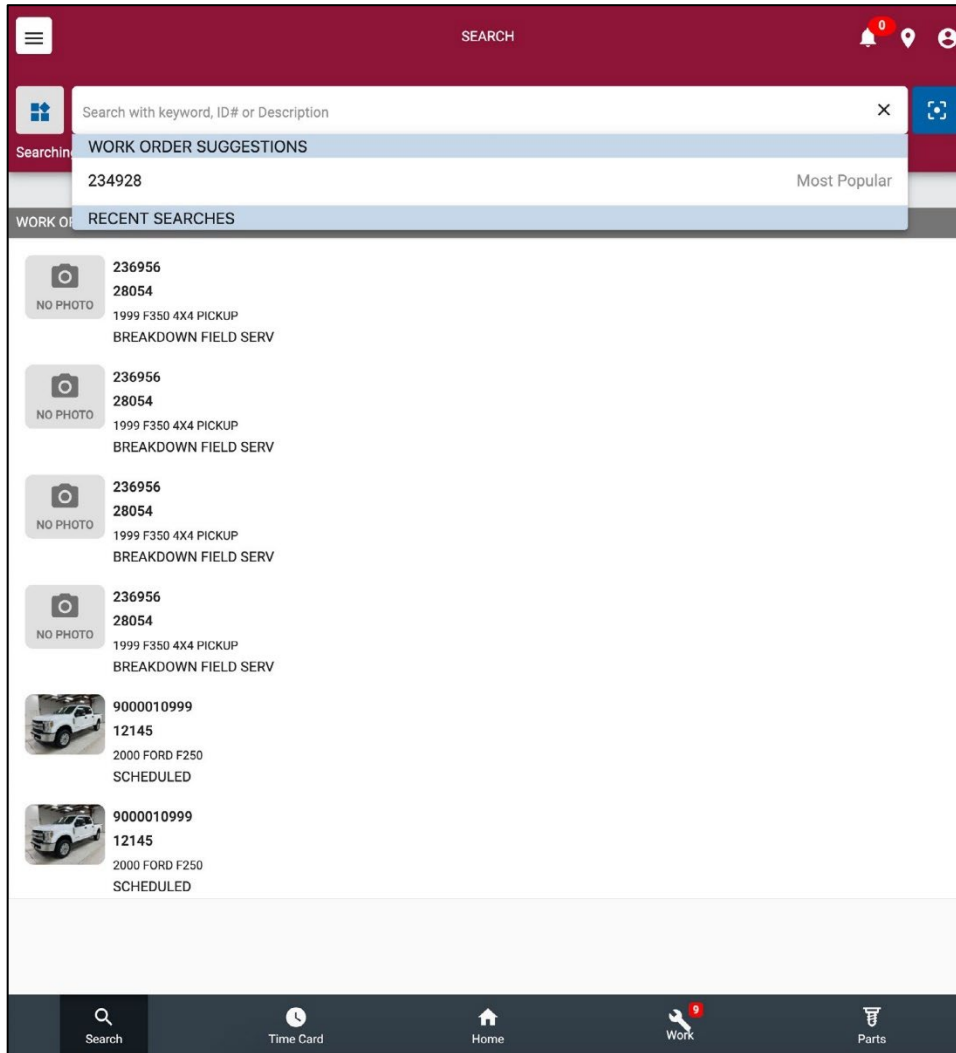 SEARCH
0
Search with keyword, ID# or Description
Searchin
WORK ORDER SUGGESTIONS
234928 Most Popular
WORK OR
RECENT SEARCHES
NO PHOTO
236956
28054
1999 F350 4X4 PICKUP
BREAKDOWN FIELD SERV
NO PHOTO
236956
28054
1999 F350 4X4 PICKUP
BREAKDOWN FIELD SERV
NO PHOTO
236956
28054
1999 F350 4X4 PICKUP
BREAKDOWN FIELD SERV
NO PHOTO
236956
28054
1999 F350 4X4 PICKUP
BREAKDOWN FIELD SERV
9000010999
12145
2000 FORD F250
SCHEDULED
9000010999
12145
2000 FORD F250
SCHEDULED
Search
Time Card
Home
9
Work
Parts